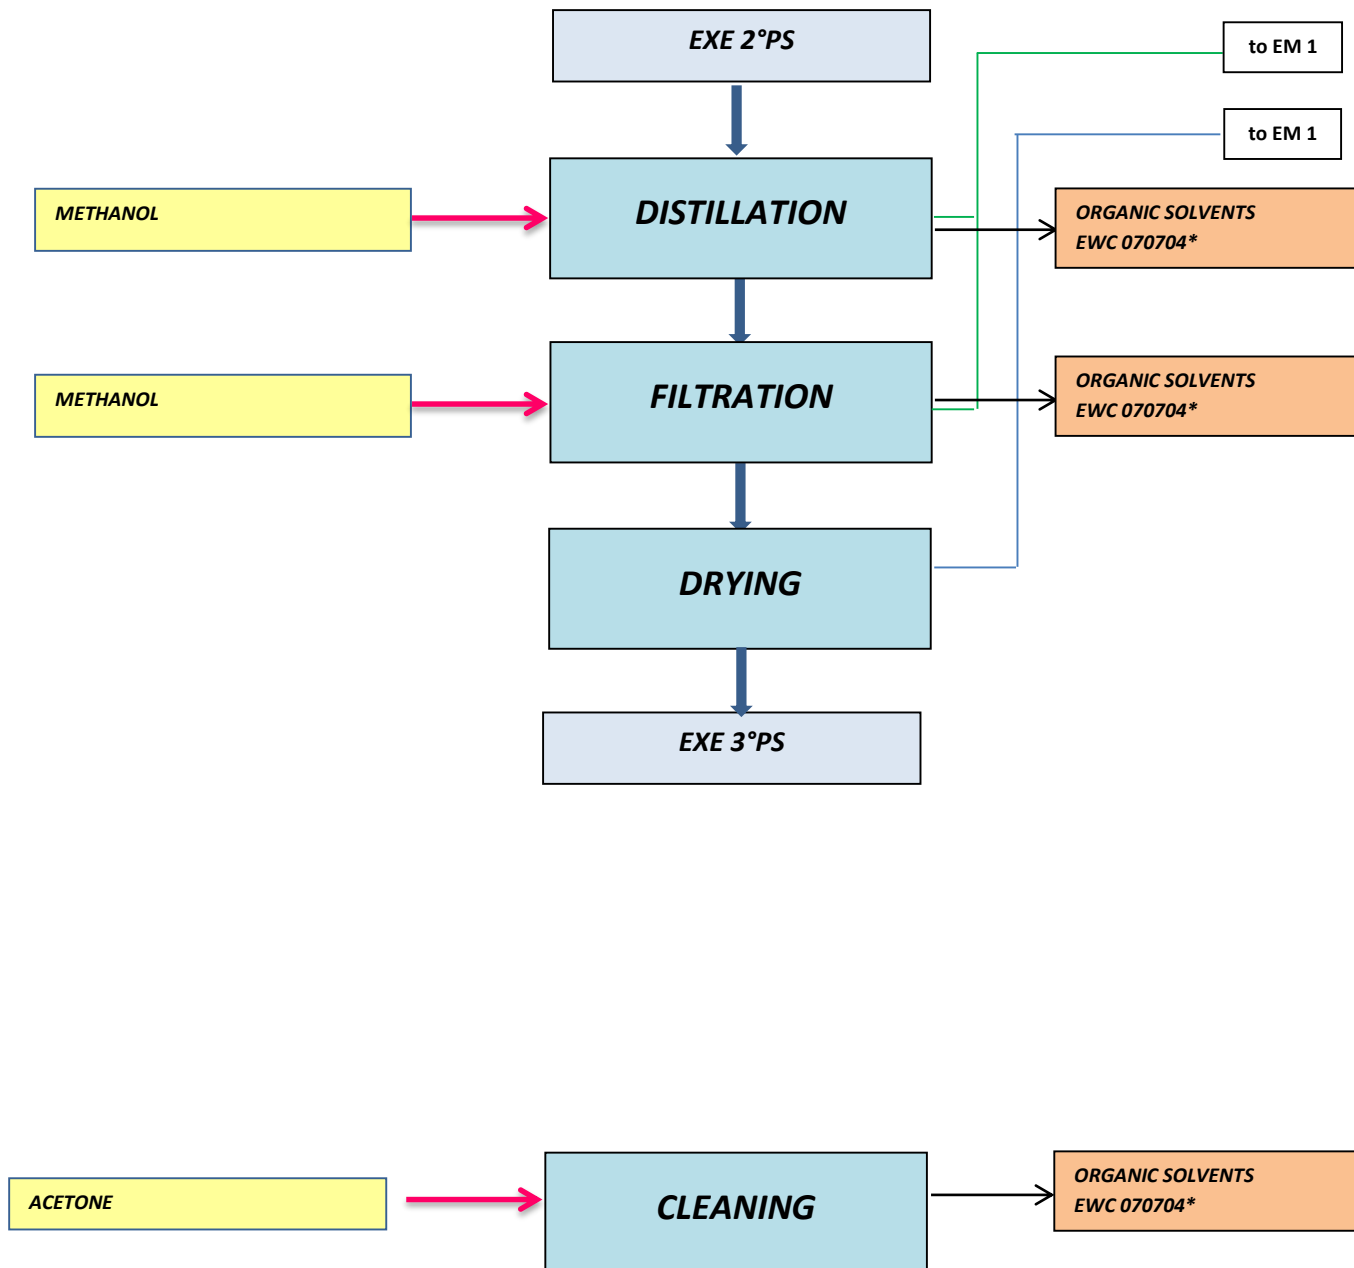 EXE 2°PS
to EM 1
to EM 1
METHANOL
DISTILLATION
ORGANIC SOLVENTS
EWC 070704*
METHANOL
FILTRATION
ORGANIC SOLVENTS
EWC 070704*
DRYING
EXE 3°PS
ACETONE
CLEANING
ORGANIC SOLVENTS
EWC 070704*